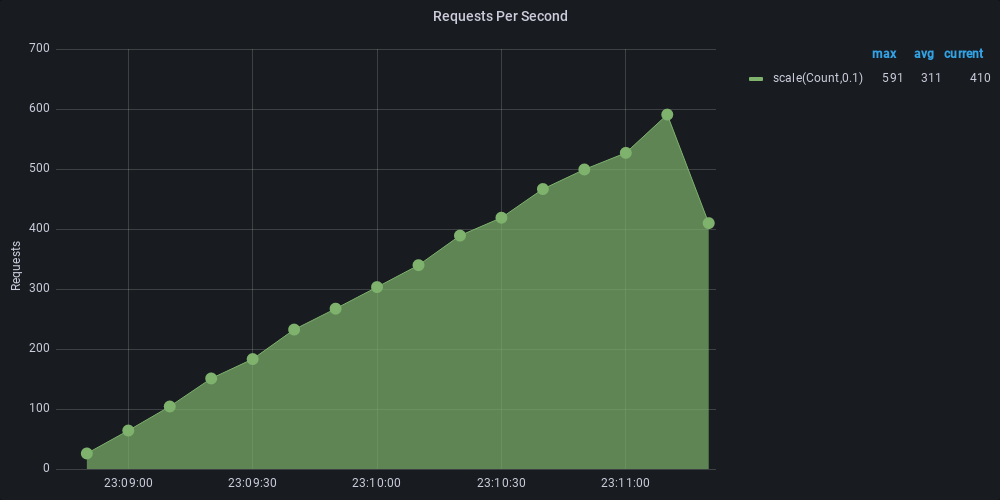 Requests Per Second
max avg current
scale(Count,0.1) 591 311 410
Requests
700
600
500
400
300
200
100
0
23:09:00 23:09:30 23:10:00 23:10:30 23:11:00